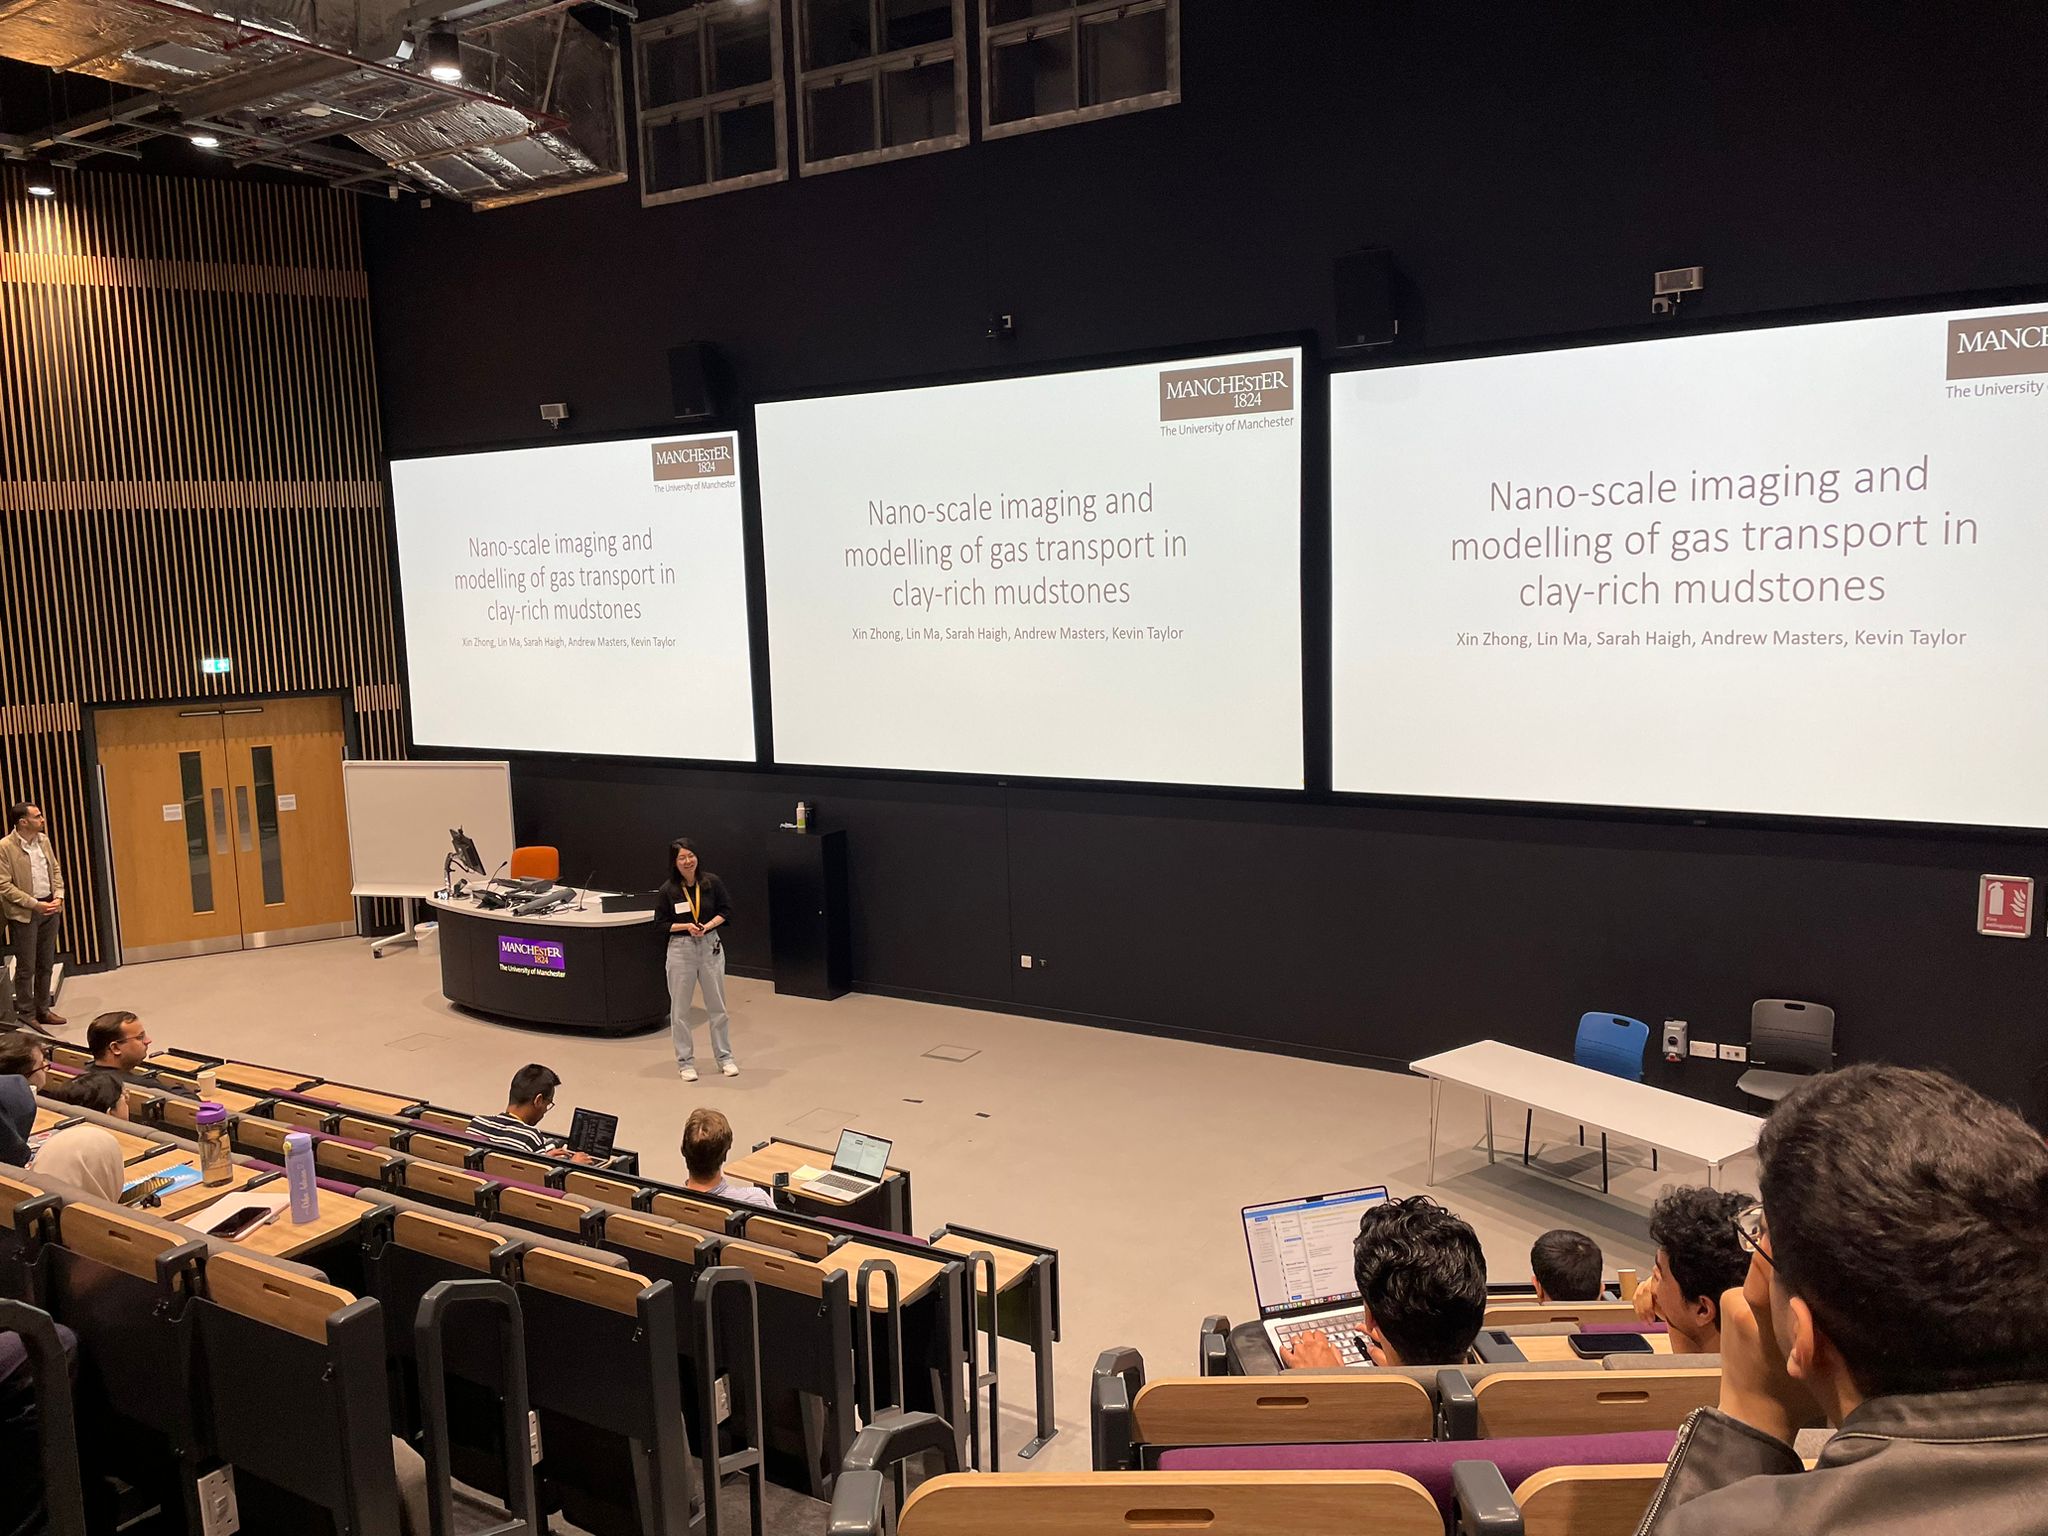 MANCHESTER
1824
The University of Manchester
Nano-scale imaging and
modelling of gas transport in
clay-rich mudstones
Xin Zhong, Lin Ma, Sarah Haigh, Andrew Masters, Kevin Taylor
MANCHESTER
1824
The University of Manchester
Nano-scale imaging and
modelling of gas transport in
clay-rich mudstones
Xin Zhong, Lin Ma, Sarah Haigh, Andrew Masters, Kevin Taylor
MANCHE
The University
Nano-scale imaging and
modelling of gas transport in
clay-rich mudstones
Xin Zhong, Lin Ma, Sarah Haigh, Andrew Masters, Kevin Taylor
MANCHESTER
1824
The University of Manchester
Fire